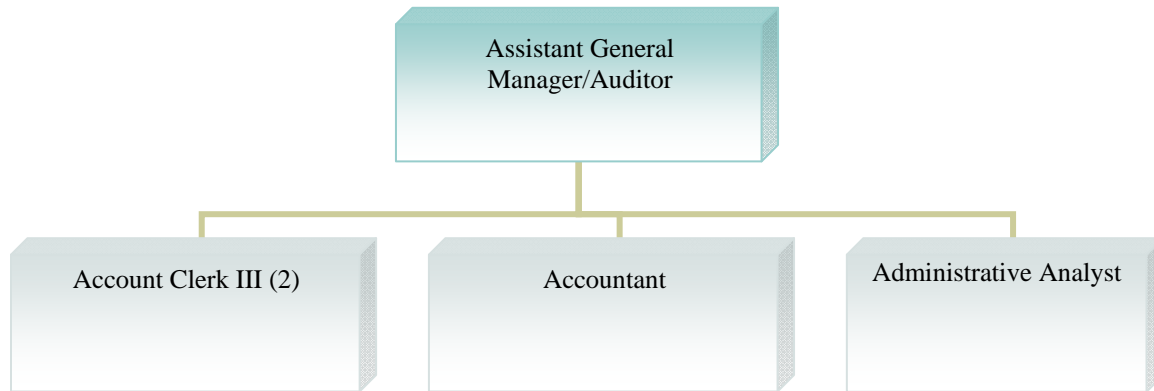 Assistant General
Manager/Auditor
Account Clerk III (2)
Accountant
Administrative Analyst